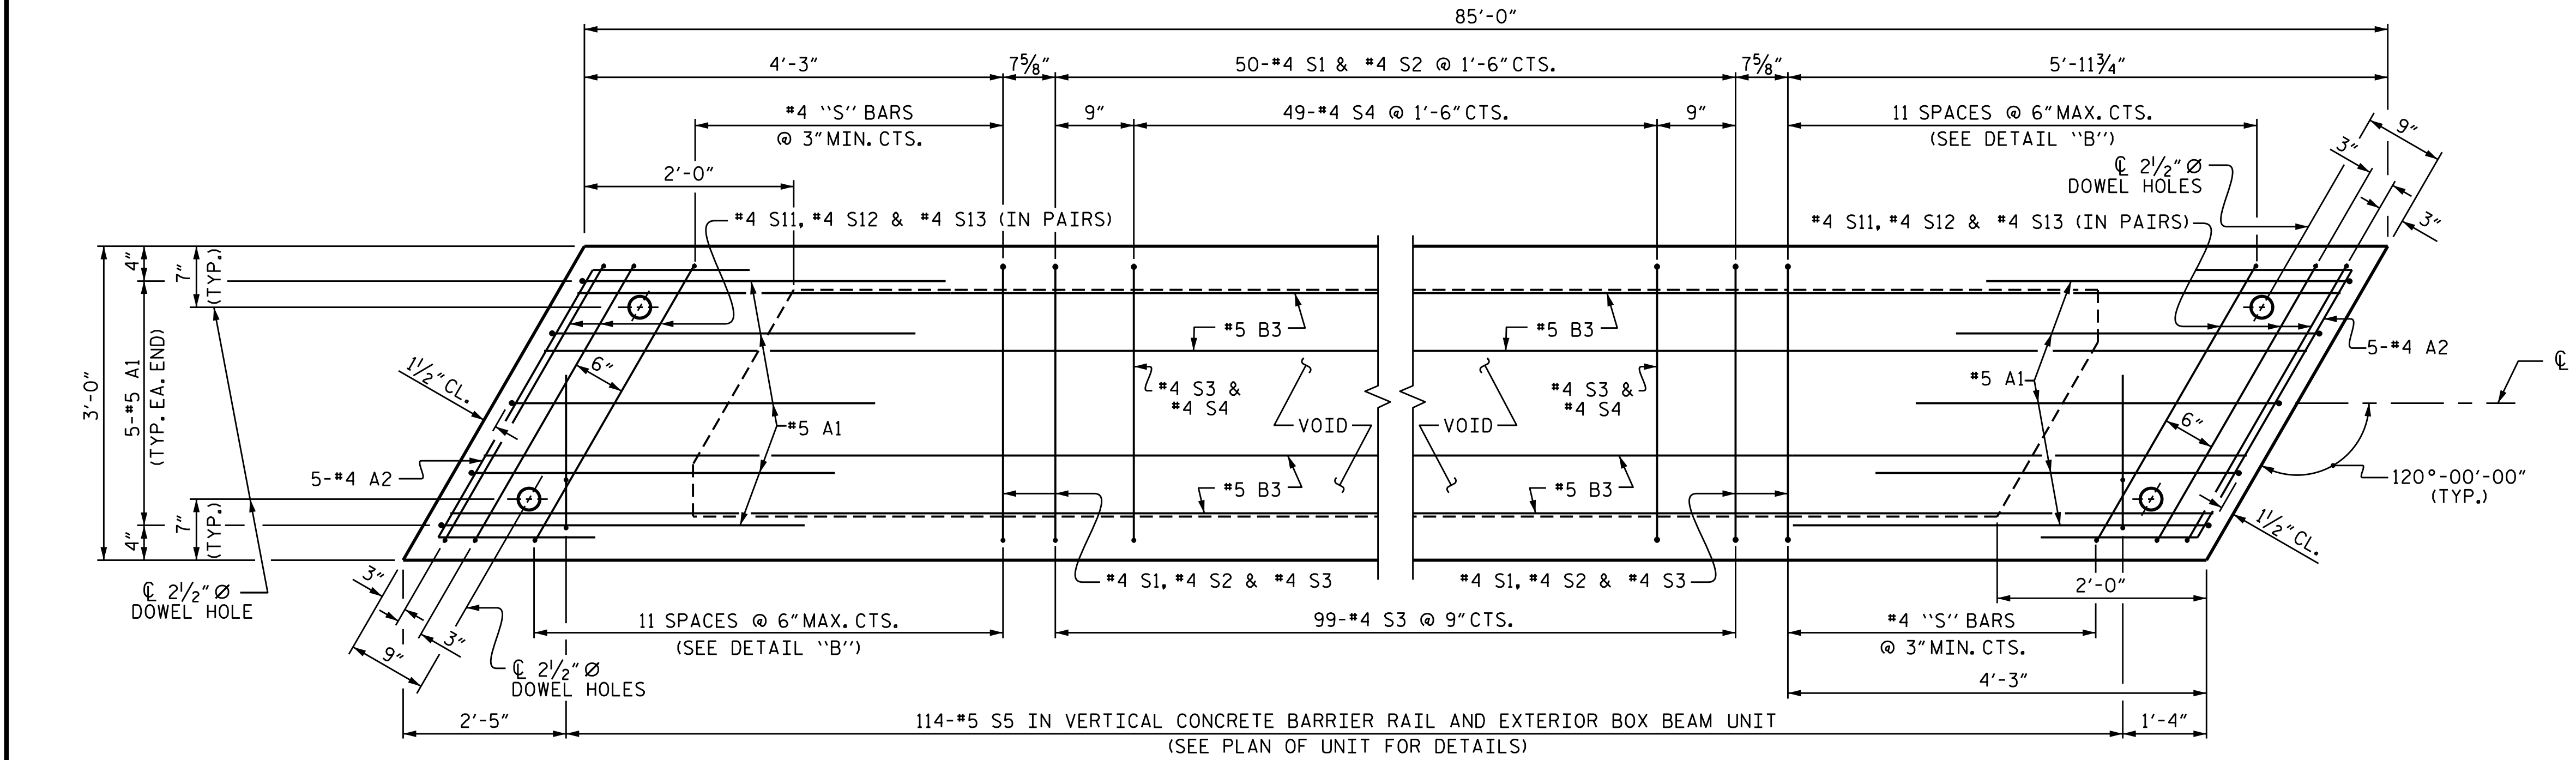 85'-0"
4'-3"
7⅝"
50-#4 S1 & #4 S2 @ 1'-6" CTS.
7⅝"
5'-11¾"
#4 ``S'' BARS
@ 3" MIN. CTS.
9"
49-#4 S4 @ 1'-6" CTS.
9"
11 SPACES @ 6" MAX. CTS.
(SEE DETAIL ``B'')
9"
3"
3"
2'-0"
℄ 2½" Ø
DOWEL HOLES
#4 S11, #4 S12 & #4 S13 (IN PAIRS)
#4 S11, #4 S12 & #4 S13 (IN PAIRS)
4"
7"
(TYP.)
3'-0"
5-#5 A1
(TYP. EA. END)
1½" CL.
6"
#5 B3
#5 B3
5-#4 A2
℄
#4 S3 &
#4 S4
#4 S3 &
#4 S4
#5 A1
#5 A1
VOID
VOID
6"
5-#4 A2
#5 B3
#5 B3
120°-00'-00"
(TYP.)
7"
(TYP.)
4"
1½" CL.
℄ 2½" Ø
DOWEL HOLE
3"
3"
9"
#4 S1, #4 S2 & #4 S3
#4 S1, #4 S2 & #4 S3
2'-0"
11 SPACES @ 6" MAX. CTS.
(SEE DETAIL ``B'')
99-#4 S3 @ 9" CTS.
#4 ``S'' BARS
@ 3" MIN. CTS.
℄ 2½" Ø
DOWEL HOLES
4'-3"
2'-5"
114-#5 S5 IN VERTICAL CONCRETE BARRIER RAIL AND EXTERIOR BOX BEAM UNIT
(SEE PLAN OF UNIT FOR DETAILS)
1'-4"